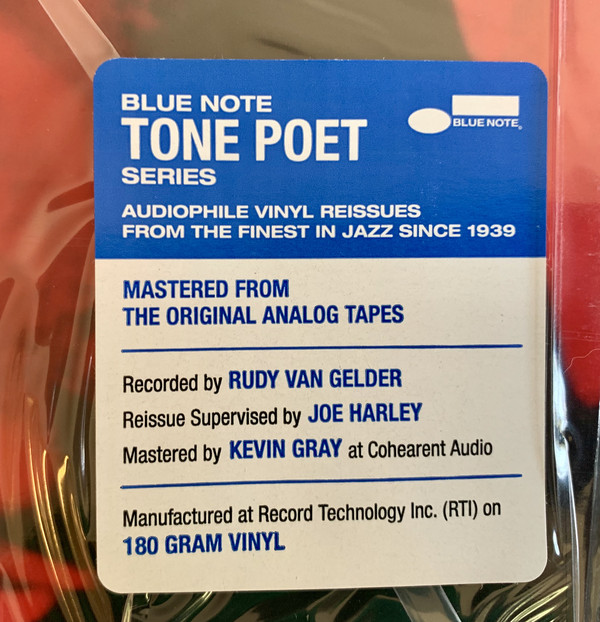 BLUE NOTE
TONE POET
SERIES
BLUE NOTE®
AUDIOPHILE VINYL REISSUES
FROM THE FINEST IN JAZZ SINCE 1939
MASTERED FROM
THE ORIGINAL ANALOG TAPES
Recorded by RUDY VAN GELDER
Reissue Supervised by JOE HARLEY
Mastered by KEVIN GRAY at Cohearent Audio
Manufactured at Record Technology Inc. (RTI) on
180 GRAM VINYL